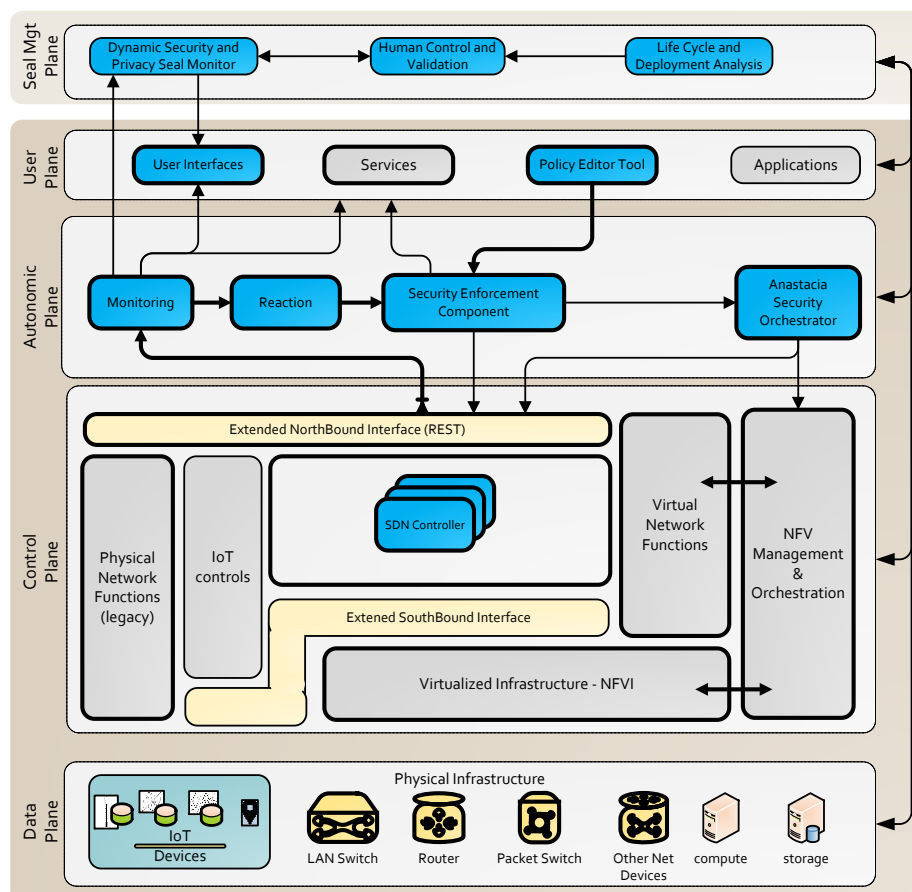 Seal Mgt
Plane
Dynamic Security and
Privacy Seal Monitor
Human Control and
Validation
Life Cycle and
Deployment Analysis
User
Plane
User Interfaces
Services
Policy Editor Tool
Applications
Autonomic
Plane
Monitoring
Reaction
Security Enforcement
Component
Anastacia
Security
Orchestrator
Control
Plane
Extended NorthBound Interface (REST)
Physical
Network
Functions
(legacy)
IoT
controls
SDN Controller
Virtual
Network
Functions
NFV
Management
&
Orchestration
Extened SouthBound Interface
Virtualized Infrastructure - NFVI
Data
Plane
Physical Infrastructure
IoT
Devices
LAN Switch
Router
Packet Switch
Other Net
Devices
compute
storage